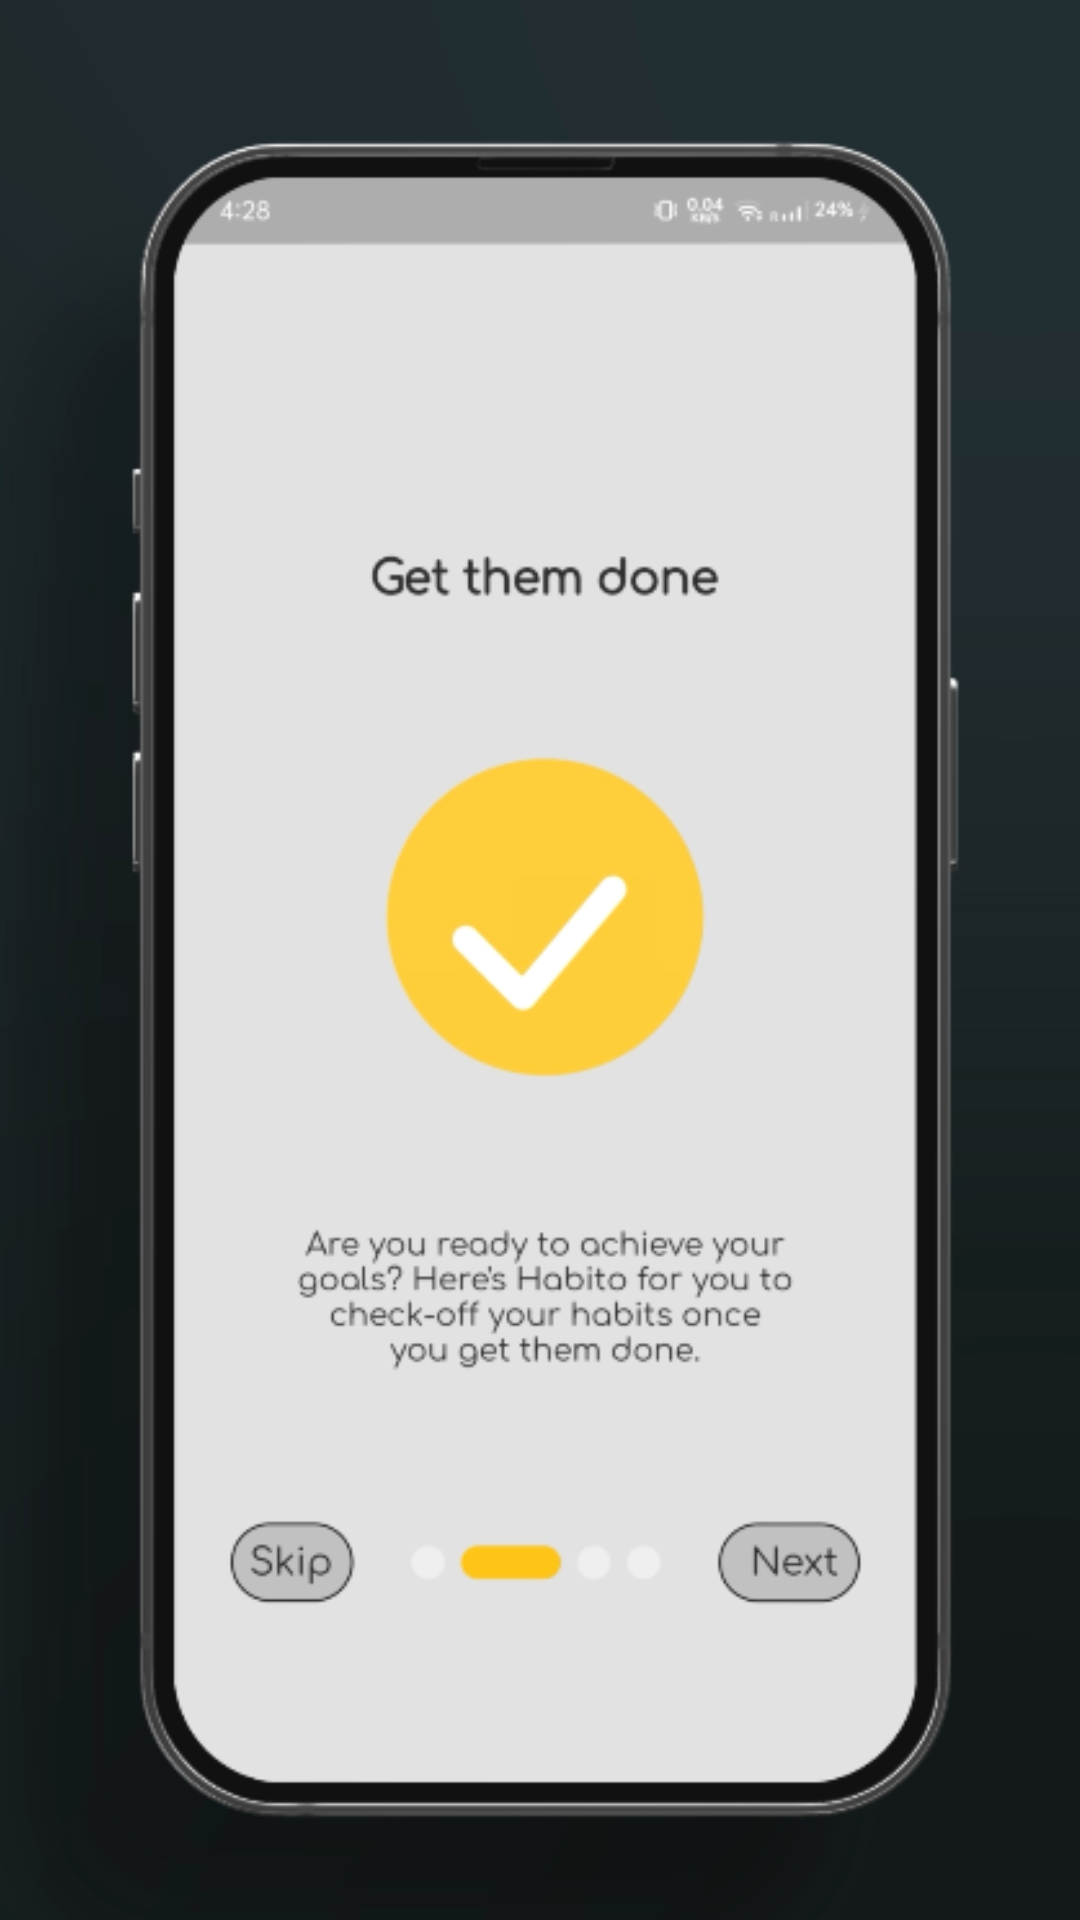 4:28
0.04
KB/s
24%
Get them done
Are you ready to achieve your
goals? Here's Habito for you to
check-off your habits once
you get them done.
Skip
Next